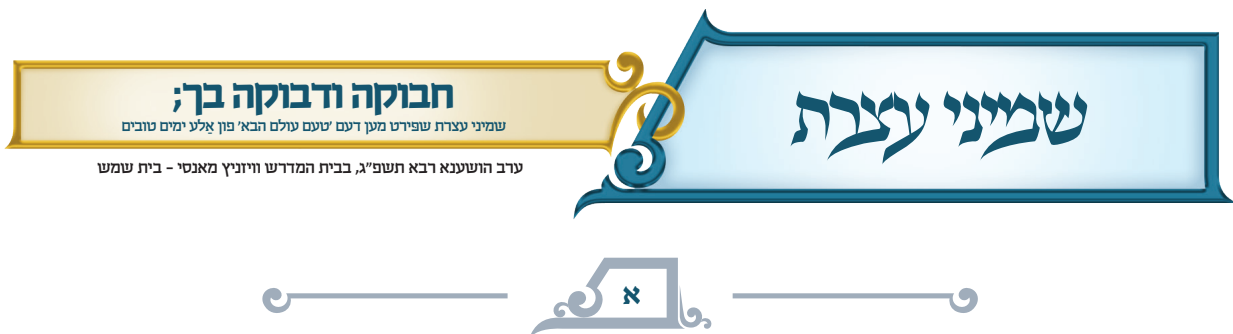 שמיני עצרת
חבוקה ודבוקה בך;
שמיני עצרת שפירט מען דעם 'טעם עולם הבא' פון אַלע ימים טובים
ערב הושענא רבא תשפ"ג, בבית המדרש וויזניץ מאנסי - בית שמש
א